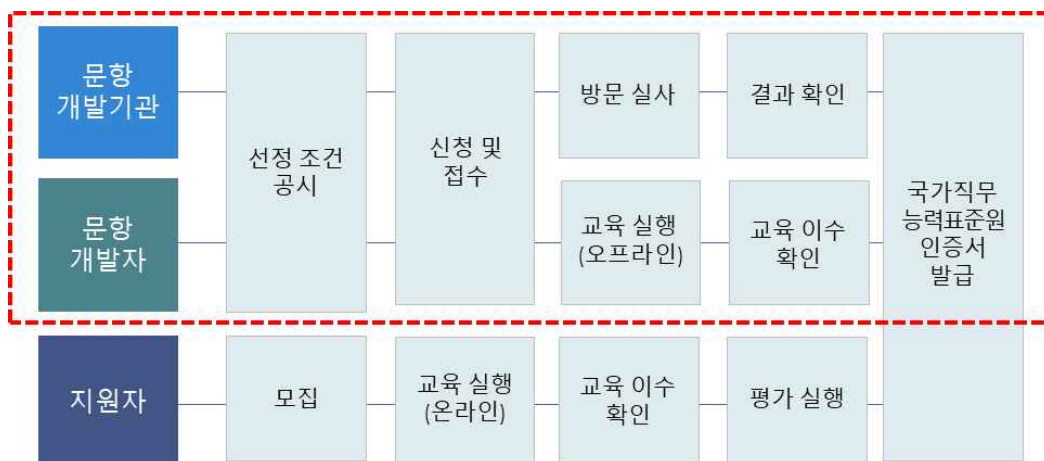 문항
개발기관
선정 조건
공시
신청 및
접수
방문 실사
결과 확인
국가직무
능력표준원
인증서
발급
문항
개발자
교육 실행
(오프라인)
교육 이수
확인
지원자
모집
교육 실행
(온라인)
교육 이수
확인
평가 실행